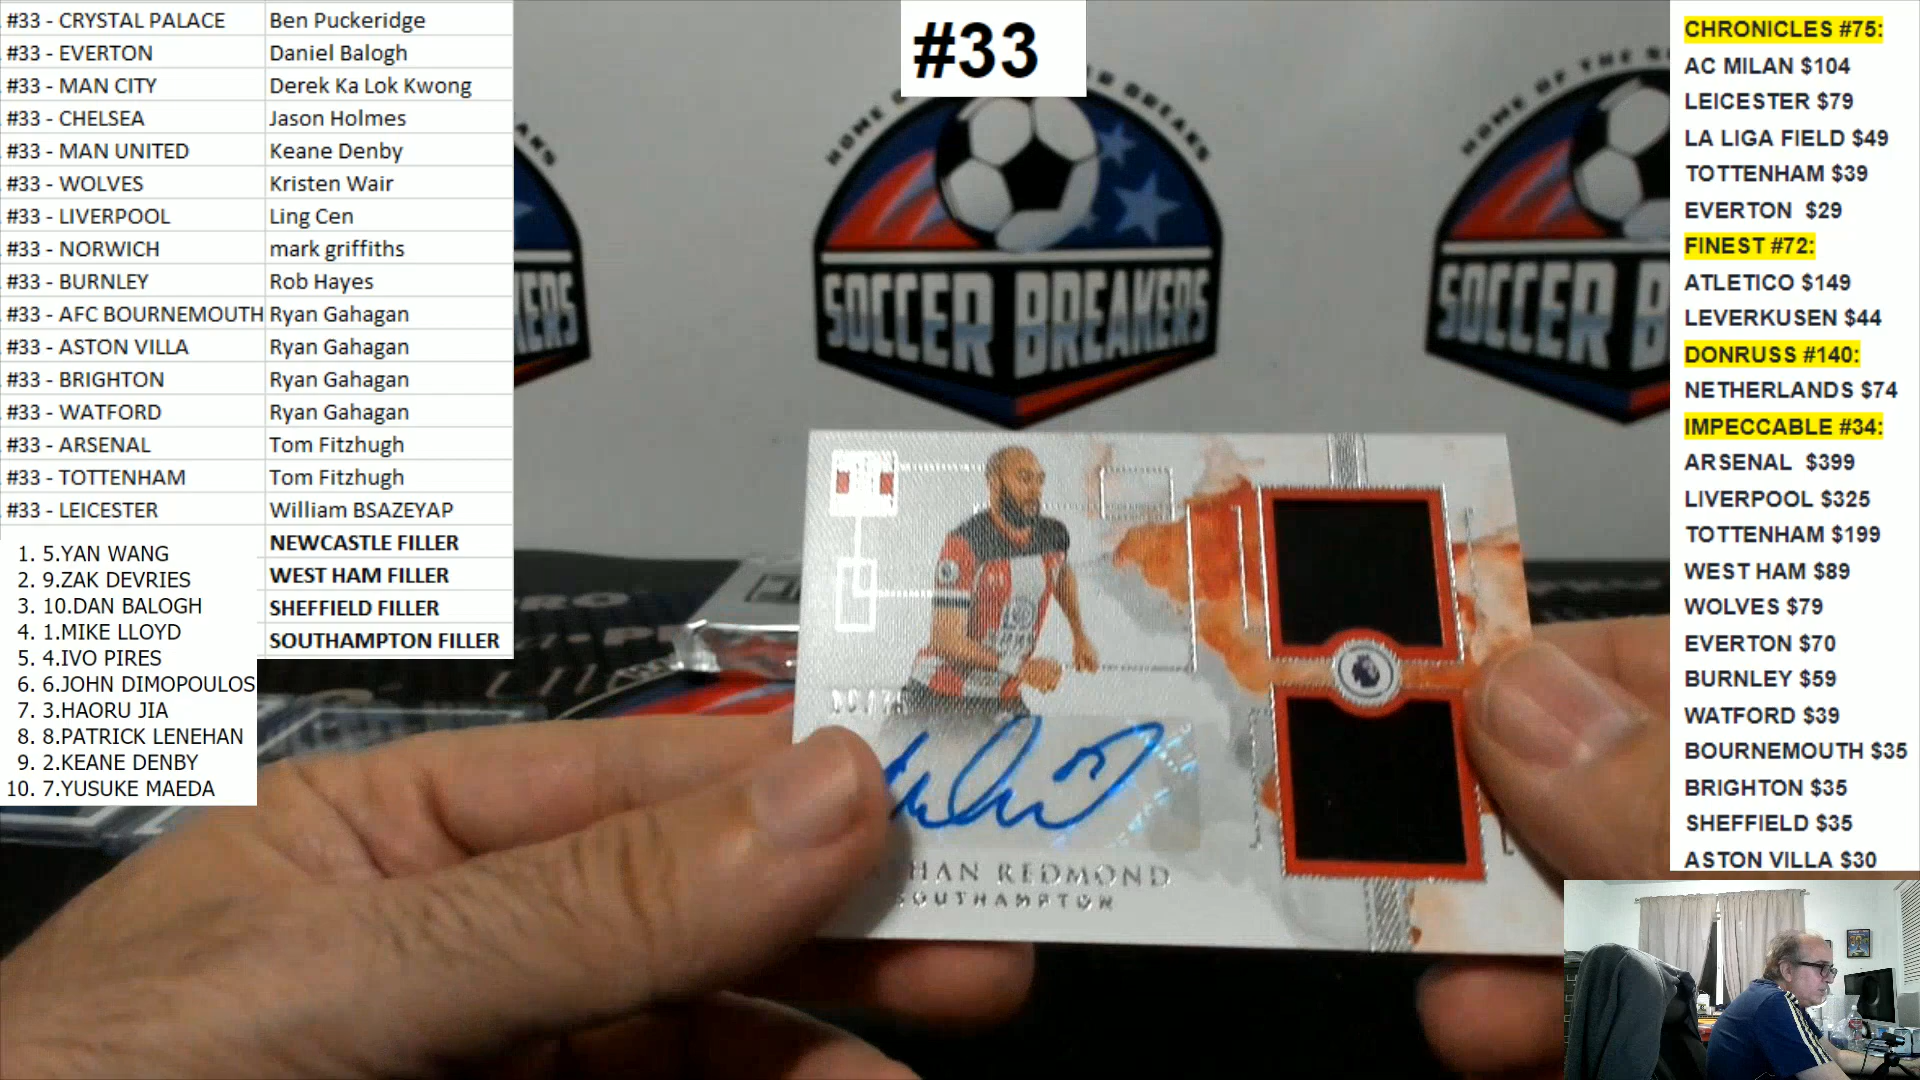 #33 - CRYSTAL PALACE Ben Puckeridge
#33 - EVERTON Daniel Balogh
#33 - MAN CITY Derek Ka Lok Kwong
#33 - CHELSEA Jason Holmes
#33 - MAN UNITED Keane Denby
#33 - WOLVES Kristen Wair
#33 - LIVERPOOL Ling Cen
#33 - NORWICH mark griffiths
#33 - BURNLEY Rob Hayes
#33 - AFC BOURNEMOUTH Ryan Gahagan
#33 - ASTON VILLA Ryan Gahagan
#33 - BRIGHTON Ryan Gahagan
#33 - WATFORD Ryan Gahagan
#33 - ARSENAL Tom Fitzhugh
#33 - TOTTENHAM Tom Fitzhugh
#33 - LEICESTER William BSAZEYAP
NEWCASTLE FILLER
WEST HAM FILLER
SHEFFIELD FILLER
SOUTHAMPTON FILLER
1. 5.YAN WANG
2. 9.ZAK DEVRIES
3. 10.DAN BALOGH
4. 1.MIKE LLOYD
5. 4.IVO PIRES
6. 6.JOHN DIMOPOULOS
7. 3.HAORU JIA
8. 8.PATRICK LENEHAN
9. 2.KEANE DENBY
10. 7.YUSUKE MAEDA
#33
SOCCER BREAKERS
HOME OF THE
SOCCER B
HAN REDMOND
SOUTHAMPTON
CHRONICLES #75:
AC MILAN $104
LEICESTER $79
LA LIGA FIELD $49
TOTTENHAM $39
EVERTON $29
FINEST #72:
ATLETICO $149
LEVERKUSEN $44
DONRUSS #140:
NETHERLANDS $74
IMPECCABLE #34:
ARSENAL $399
LIVERPOOL $325
TOTTENHAM $199
WEST HAM $89
WOLVES $79
EVERTON $70
BURNLEY $59
WATFORD $39
BOURNEMOUTH $35
BRIGHTON $35
SHEFFIELD $35
ASTON VILLA $30